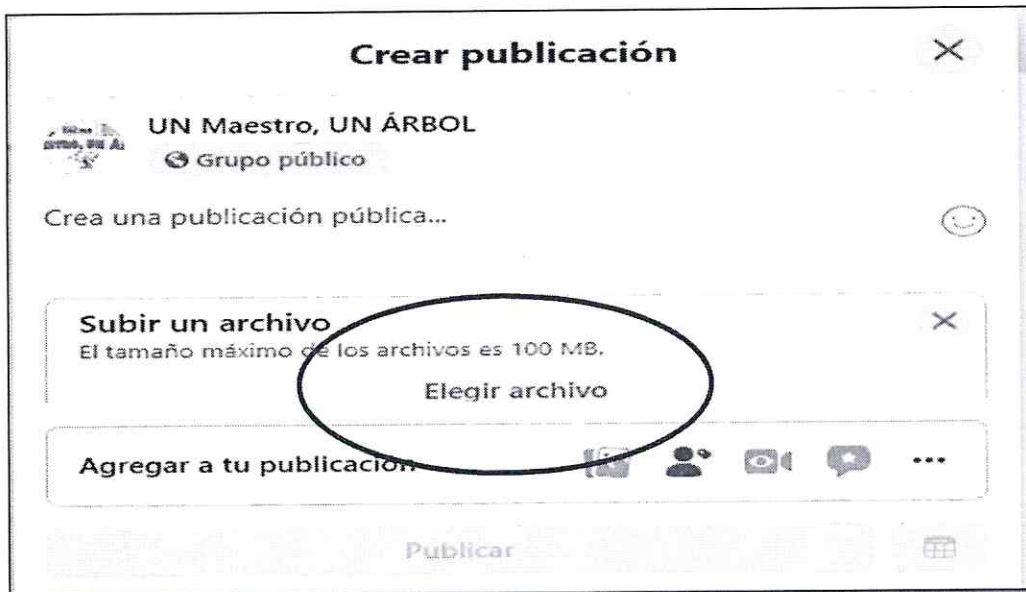 Crear publicación
UN Maestro, UN ÁRBOL
Grupo público
Crea una publicación pública...
Subir un archivo
El tamaño máximo de los archivos es 100 MB.
Elegir archivo
Agregar a tu publicación
Publicar